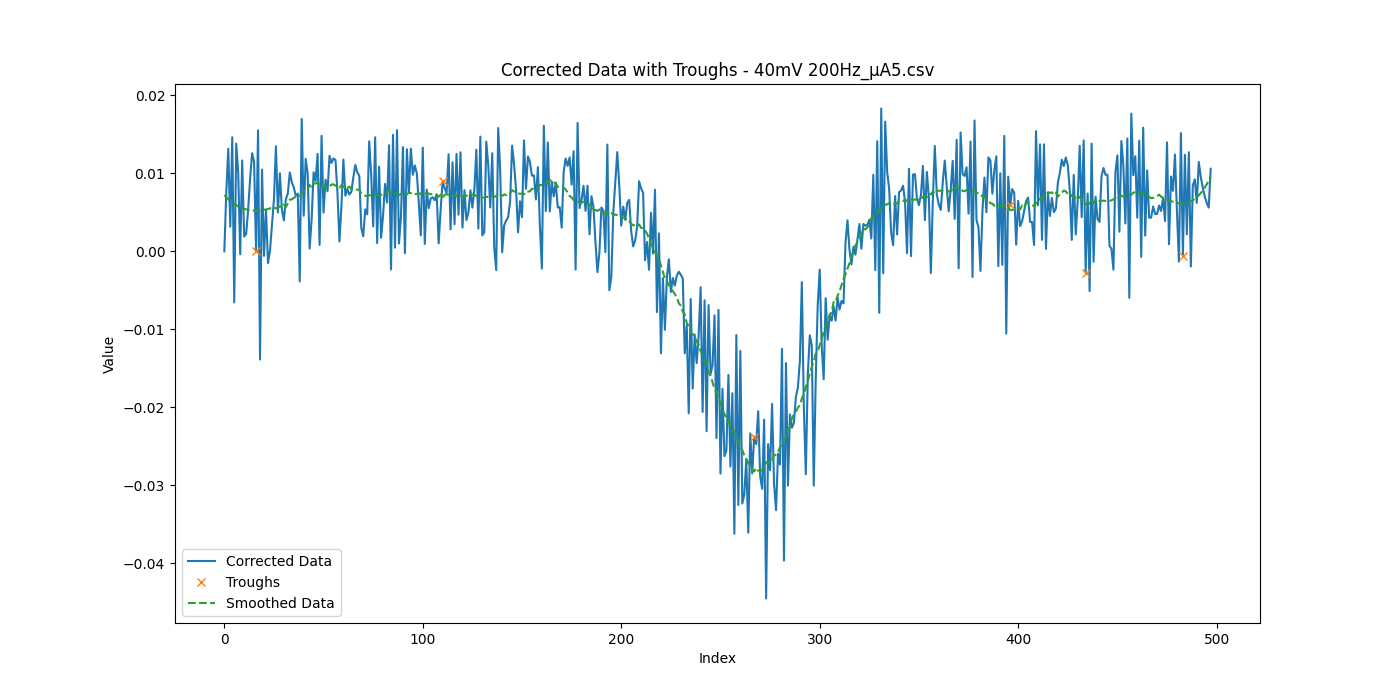 Corrected Data with Troughs - 40mV 200Hz_μA5.csv
0.02
0.01
0.00
−0.01
−0.02
−0.03
−0.04
Value
Corrected Data
Troughs
Smoothed Data
0
100
200
300
400
500
Index